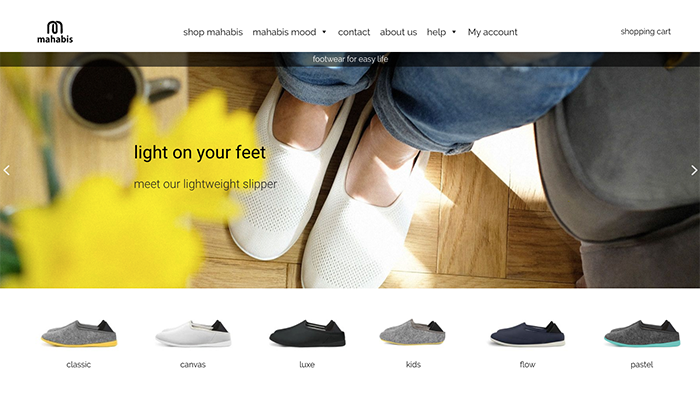 mahabis
shop mahabis
mahabis mood
contact
about us
help
My account
shopping cart
footwear for easy life
light on your feet
meet our lightweight slipper
classic
canvas
luxe
kids
flow
pastel